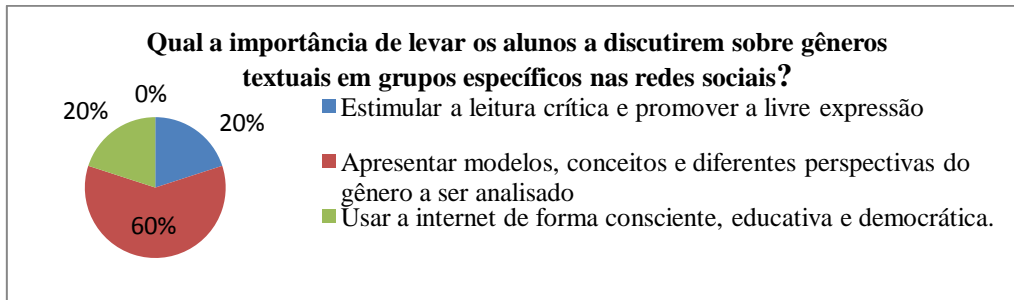 Qual a importância de levar os alunos a discutirem sobre gêneros
textuais em grupos específicos nas redes sociais?
0%
20%
20%
60%
Estimular a leitura crítica e promover a livre expressão
Apresentar modelos, conceitos e diferentes perspectivas do
gênero a ser analisado
Usar a internet de forma consciente, educativa e democrática.